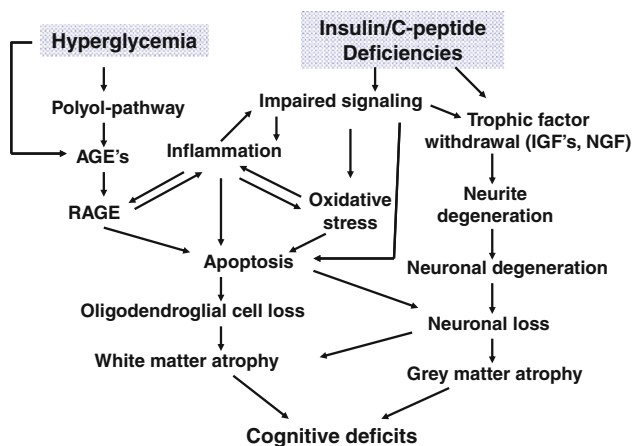 Hyperglycemia
Insulin/C-peptide
Deficiencies
Polyol-pathway
Impaired signaling
Trophic factor
withdrawal (IGF's, NGF)
AGE's
Inflammation
RAGE
Oxidative
stress
Neurite
degeneration
Apoptosis
Neuronal degeneration
Oligodendroglial cell loss
Neuronal loss
White matter atrophy
Grey matter atrophy
Cognitive deficits